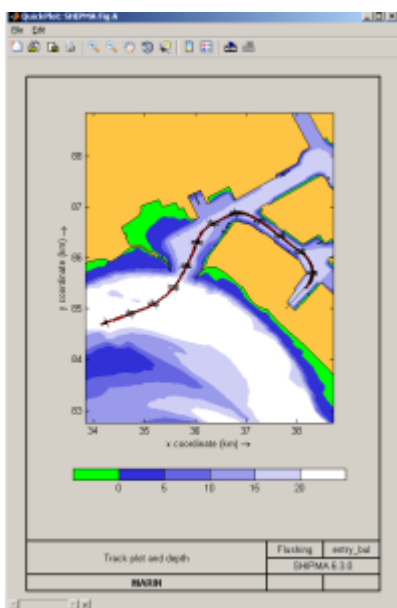 QuickPlot: SHIPMA Fig A
File Edit
88
87
86
85
84
83
y coordinate (km) →
34 35 36 37 38
x coordinate (km) →
0 5 10 15 20
Track plot and depth
Flushing entry_bul
SHIPMA 6.3.0
MARIN